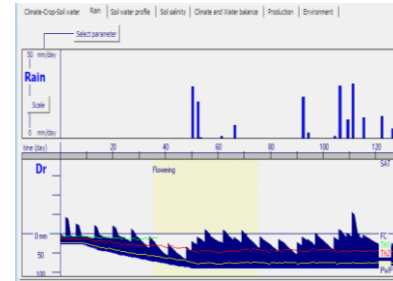 Climate-Crop-Soil water | Rain | Soil water profile | Soil salinity | Climate and Water balance | Production | Environment
Select parameter
50 mm/day
Rain
Scale
0 mm/day
time (day) 20 40 60 80 100 120
Dr
Flowering
SAT
0 mm
FC
Th2
50
100
PWP